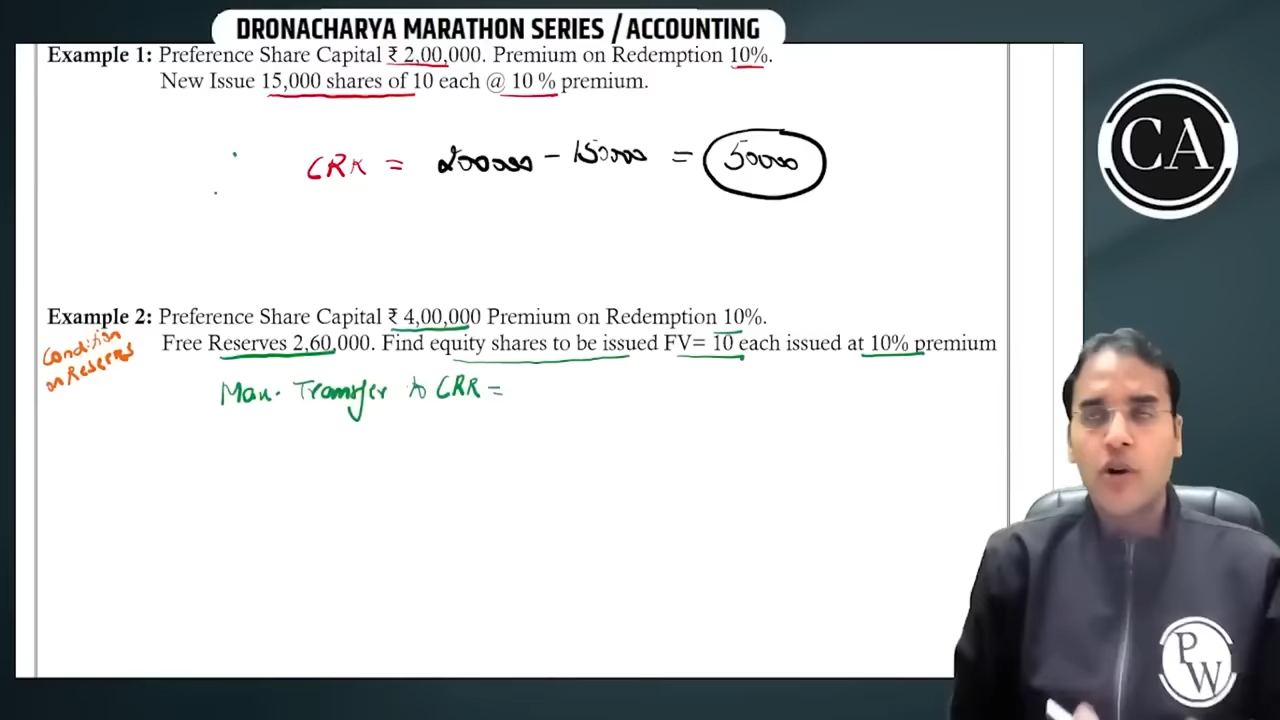 DRONACHARYA MARATHON SERIES / ACCOUNTING
Example 1: Preference Share Capital ₹ 2,00,000. Premium on Redemption 10%.
New Issue 15,000 shares of 10 each @ 10 % premium.
CRR = 200000 - 150000 = 50000
Example 2: Preference Share Capital ₹ 4,00,000 Premium on Redemption 10%.
Free Reserves 2,60,000. Find equity shares to be issued FV= 10 each issued at 10% premium
Condition
on Reserves
Max. Transfer to CRR =
CA
PW